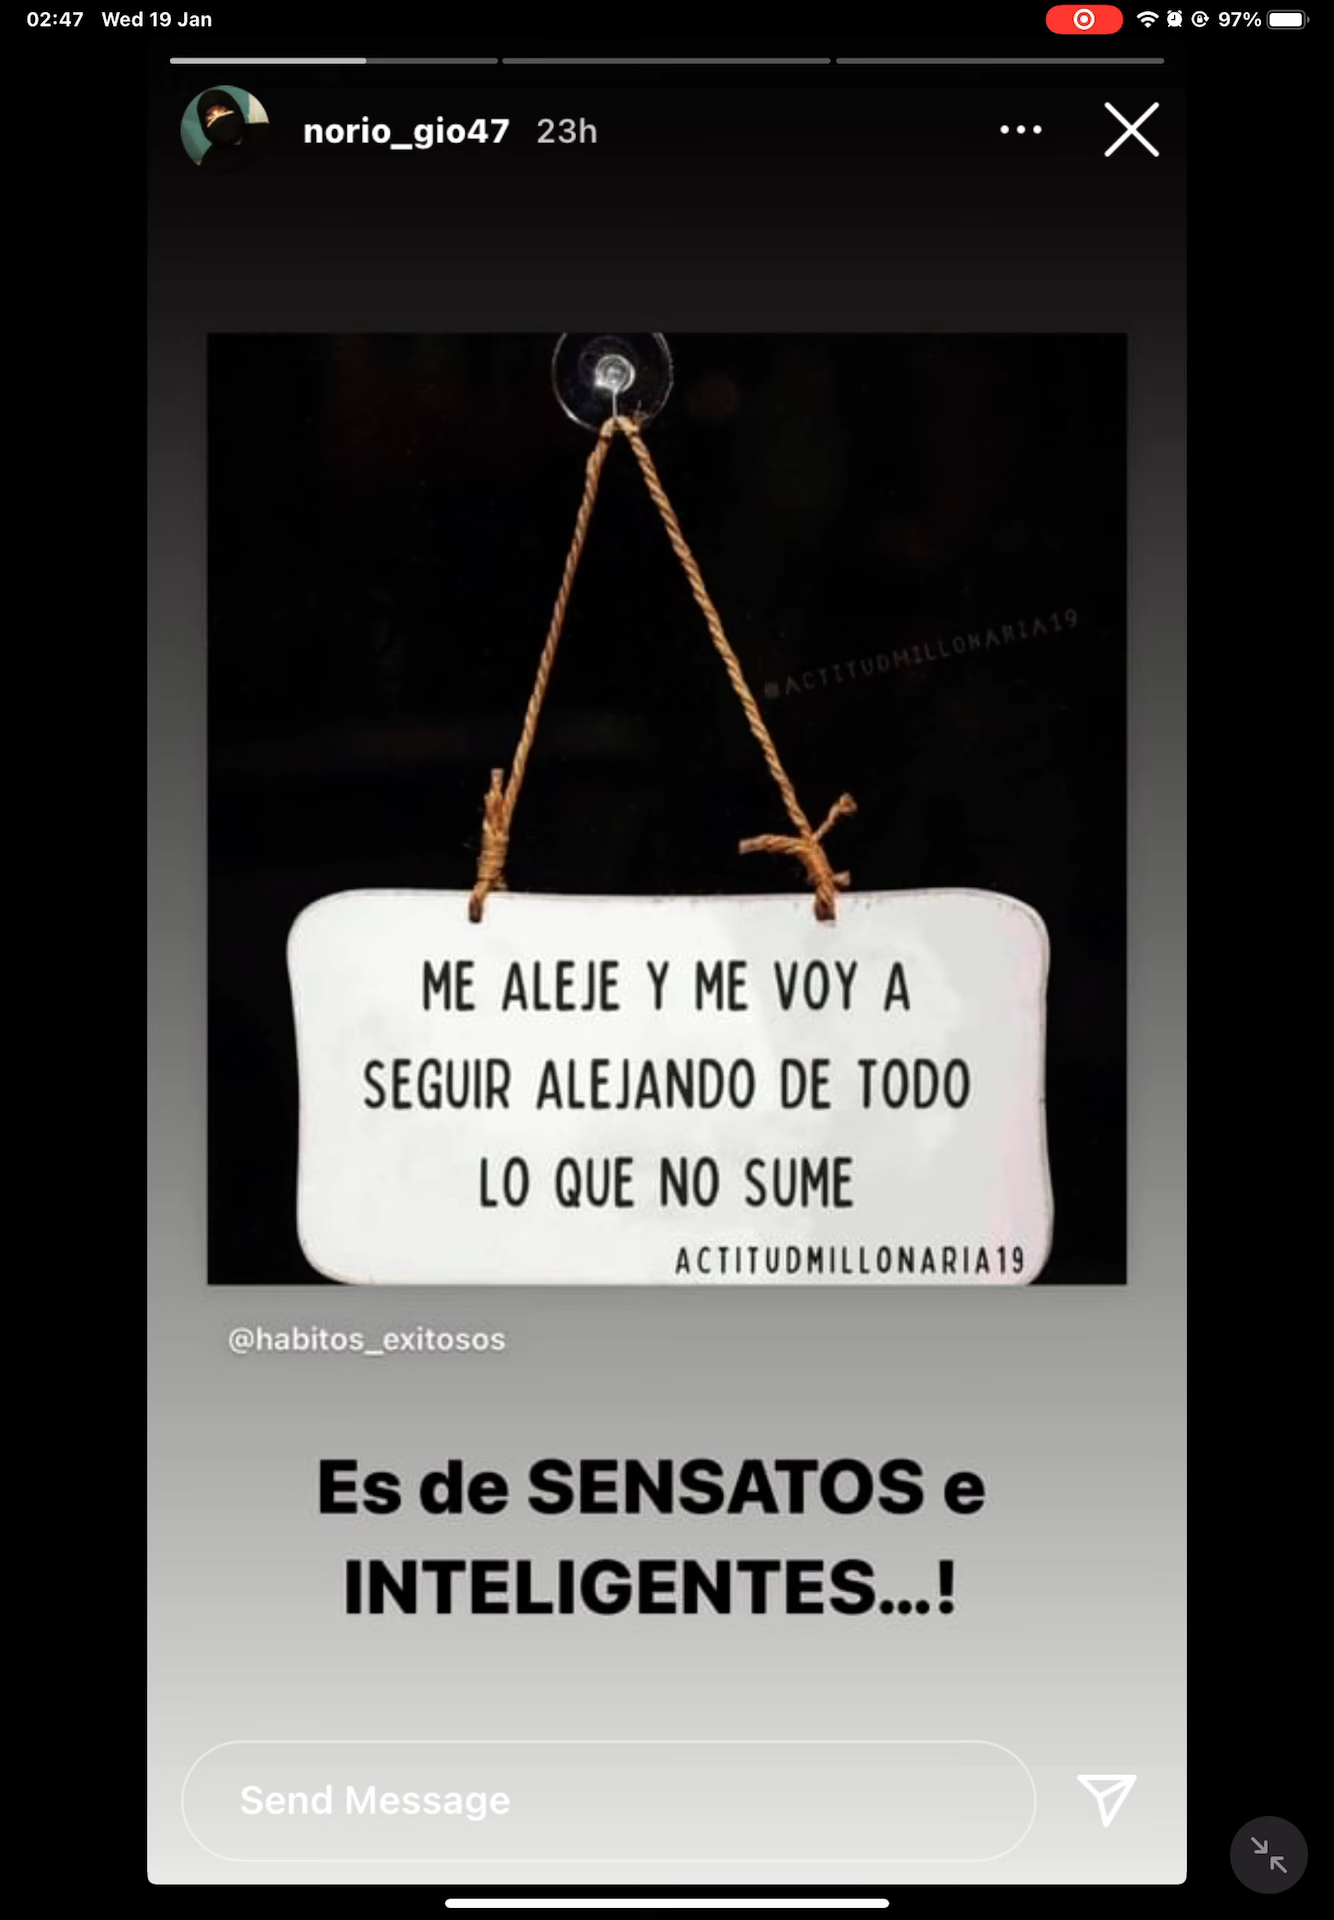 02:47 Wed 19 Jan 97%
norio_gio47 23h
@ACTITUDMILLONARIA19
ME ALEJE Y ME VOY A
SEGUIR ALEJANDO DE TODO
LO QUE NO SUME
ACTITUDMILLONARIA19
@habitos_exitosos
Es de SENSATOS e
INTELIGENTES...!
Send Message